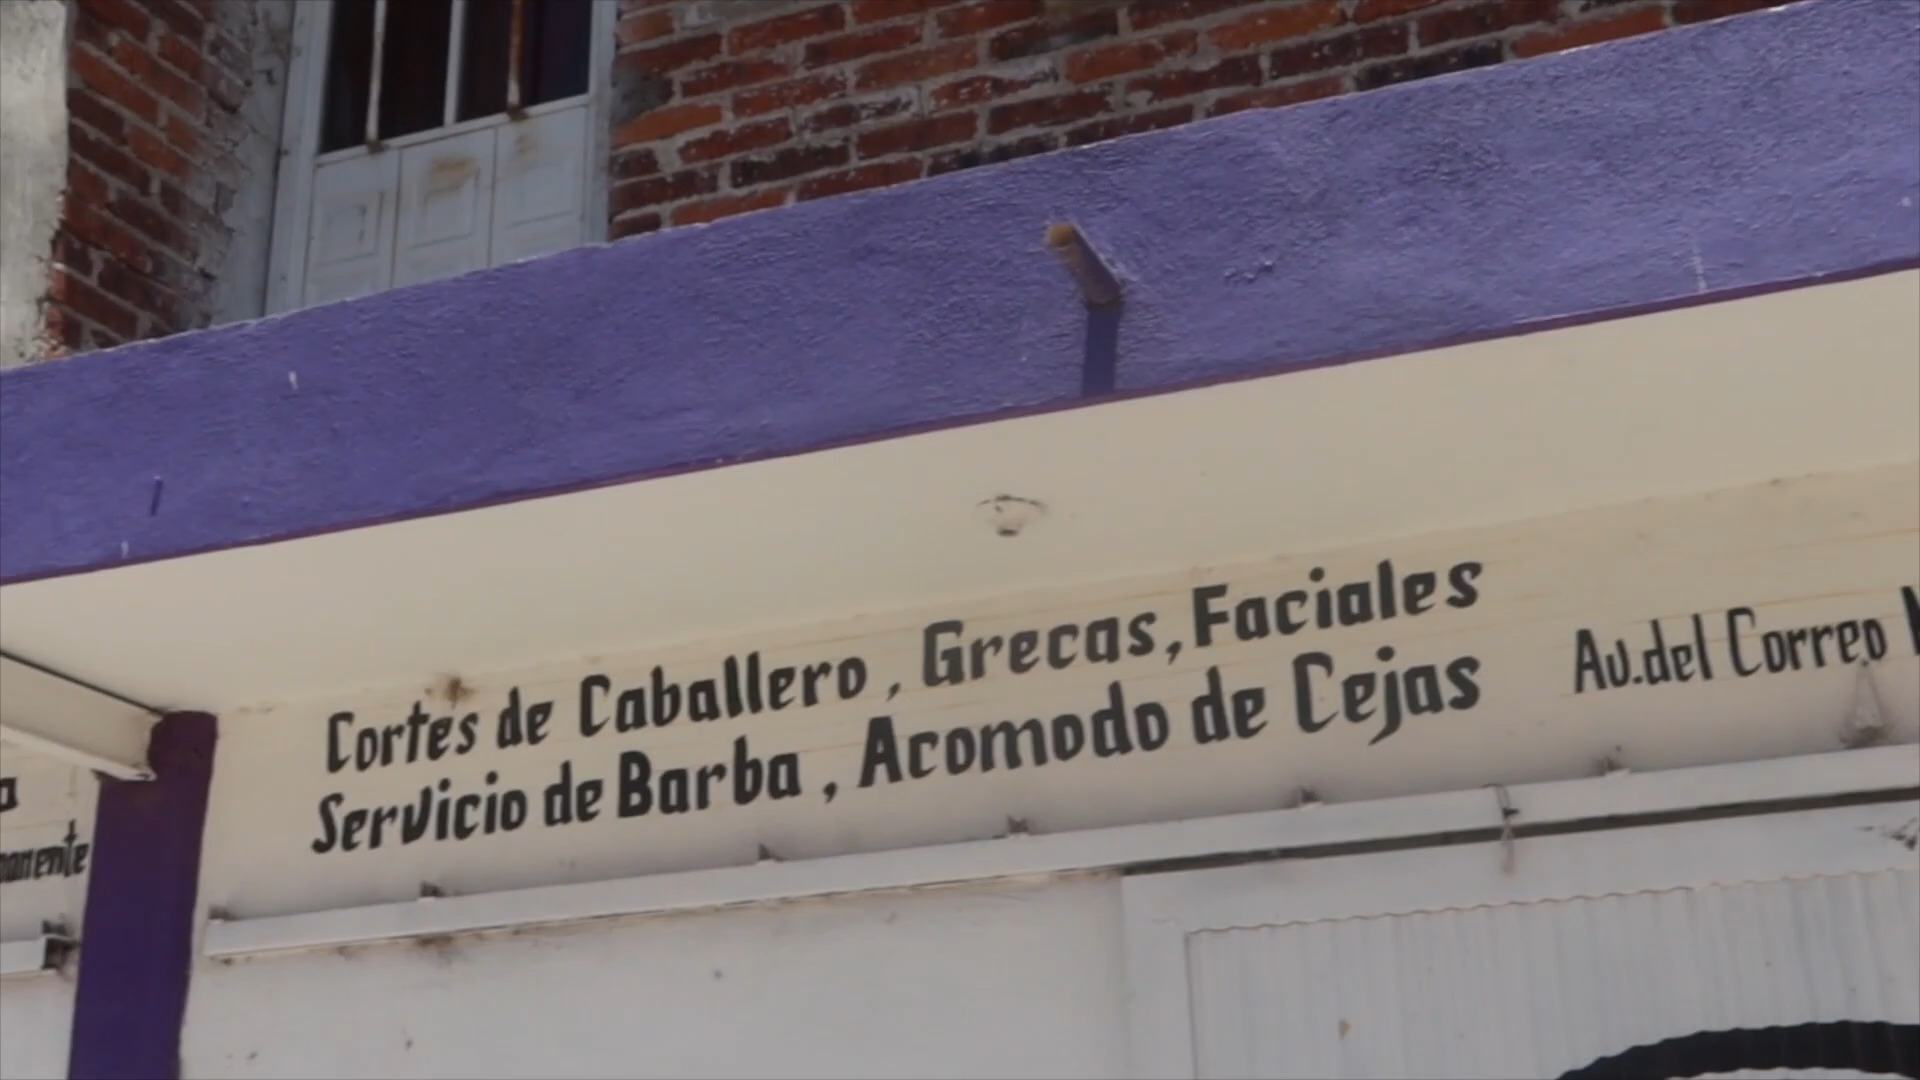 Cortes de Caballero, Grecas, Faciales
Servicio de Barba, Acomodo de Cejas
Av. del Correo